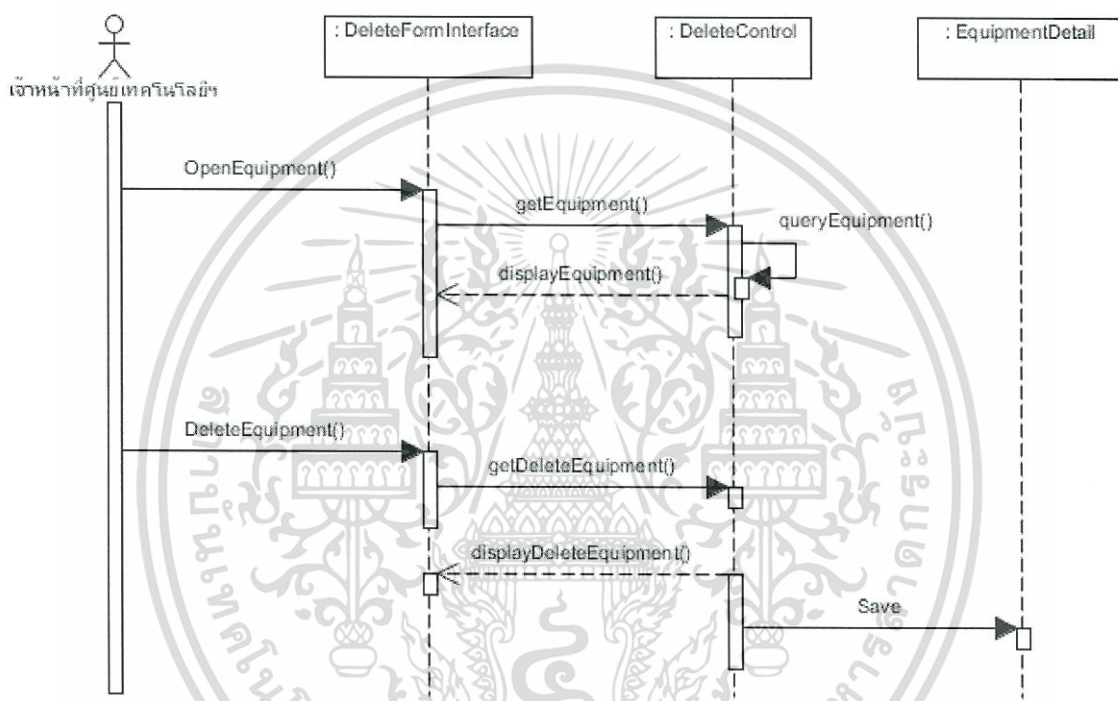 : DeleteFormInterface
: DeleteControl
: EquipmentDetail
เจ้าหน้าที่ศูนย์เทคโนโลยีฯ
OpenEquipment()
getEquipment()
queryEquipment()
displayEquipment()
DeleteEquipment()
getDeleteEquipment()
displayDeleteEquipment()
Save